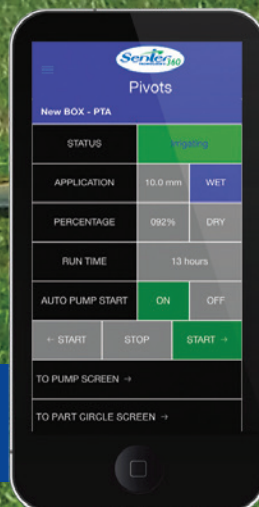 Senter360
Pivots
New BOX - PTA
STATUS
APPLICATION 10.0 mm WET
PERCENTAGE 092% DRY
RUN TIME 13 hours
AUTO PUMP START ON OFF
← START STOP START →
TO PUMP SCREEN →
TO PART CIRCLE SCREEN →